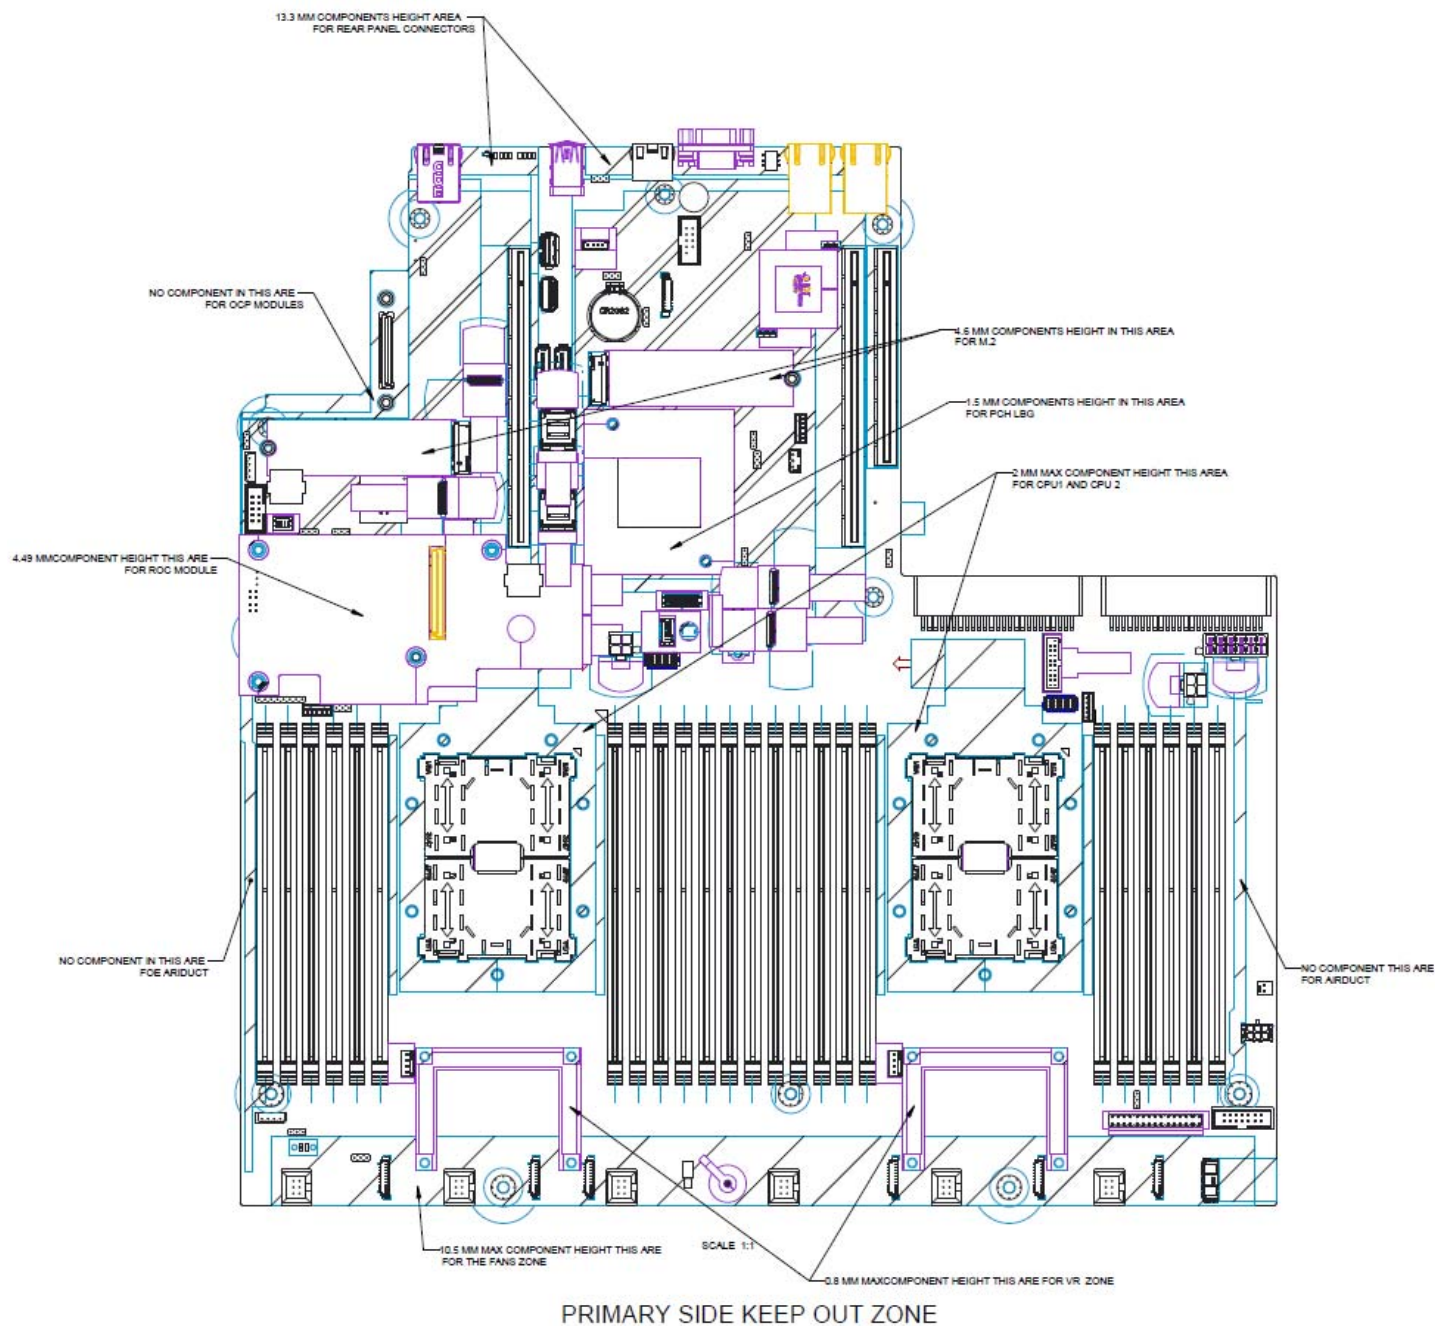 13.3 MM COMPONENTS HEIGHT AREA
FOR REAR PANEL CONNECTORS
NO COMPONENT IN THIS ARE
FOR OCP MODULES
CR2032
4.6 MM COMPONENTS HEIGHT IN THIS AREA
FOR M.2
1.5 MM COMPONENTS HEIGHT IN THIS AREA
FOR PCH LBG
2 MM MAX COMPONENT HEIGHT THIS AREA
FOR CPU1 AND CPU 2
4.49 MMCOMPONENT HEIGHT THIS ARE
FOR ROC MODULE
NO COMPONENT IN THIS ARE
FOE ARIDUCT
NO COMPONENT THIS ARE
FOR AIRDUCT
10.5 MM MAX COMPONENT HEIGHT THIS ARE
FOR THE FANS ZONE
SCALE 1:1
0.8 MM MAXCOMPONENT HEIGHT THIS ARE FOR VR ZONE
PRIMARY SIDE KEEP OUT ZONE